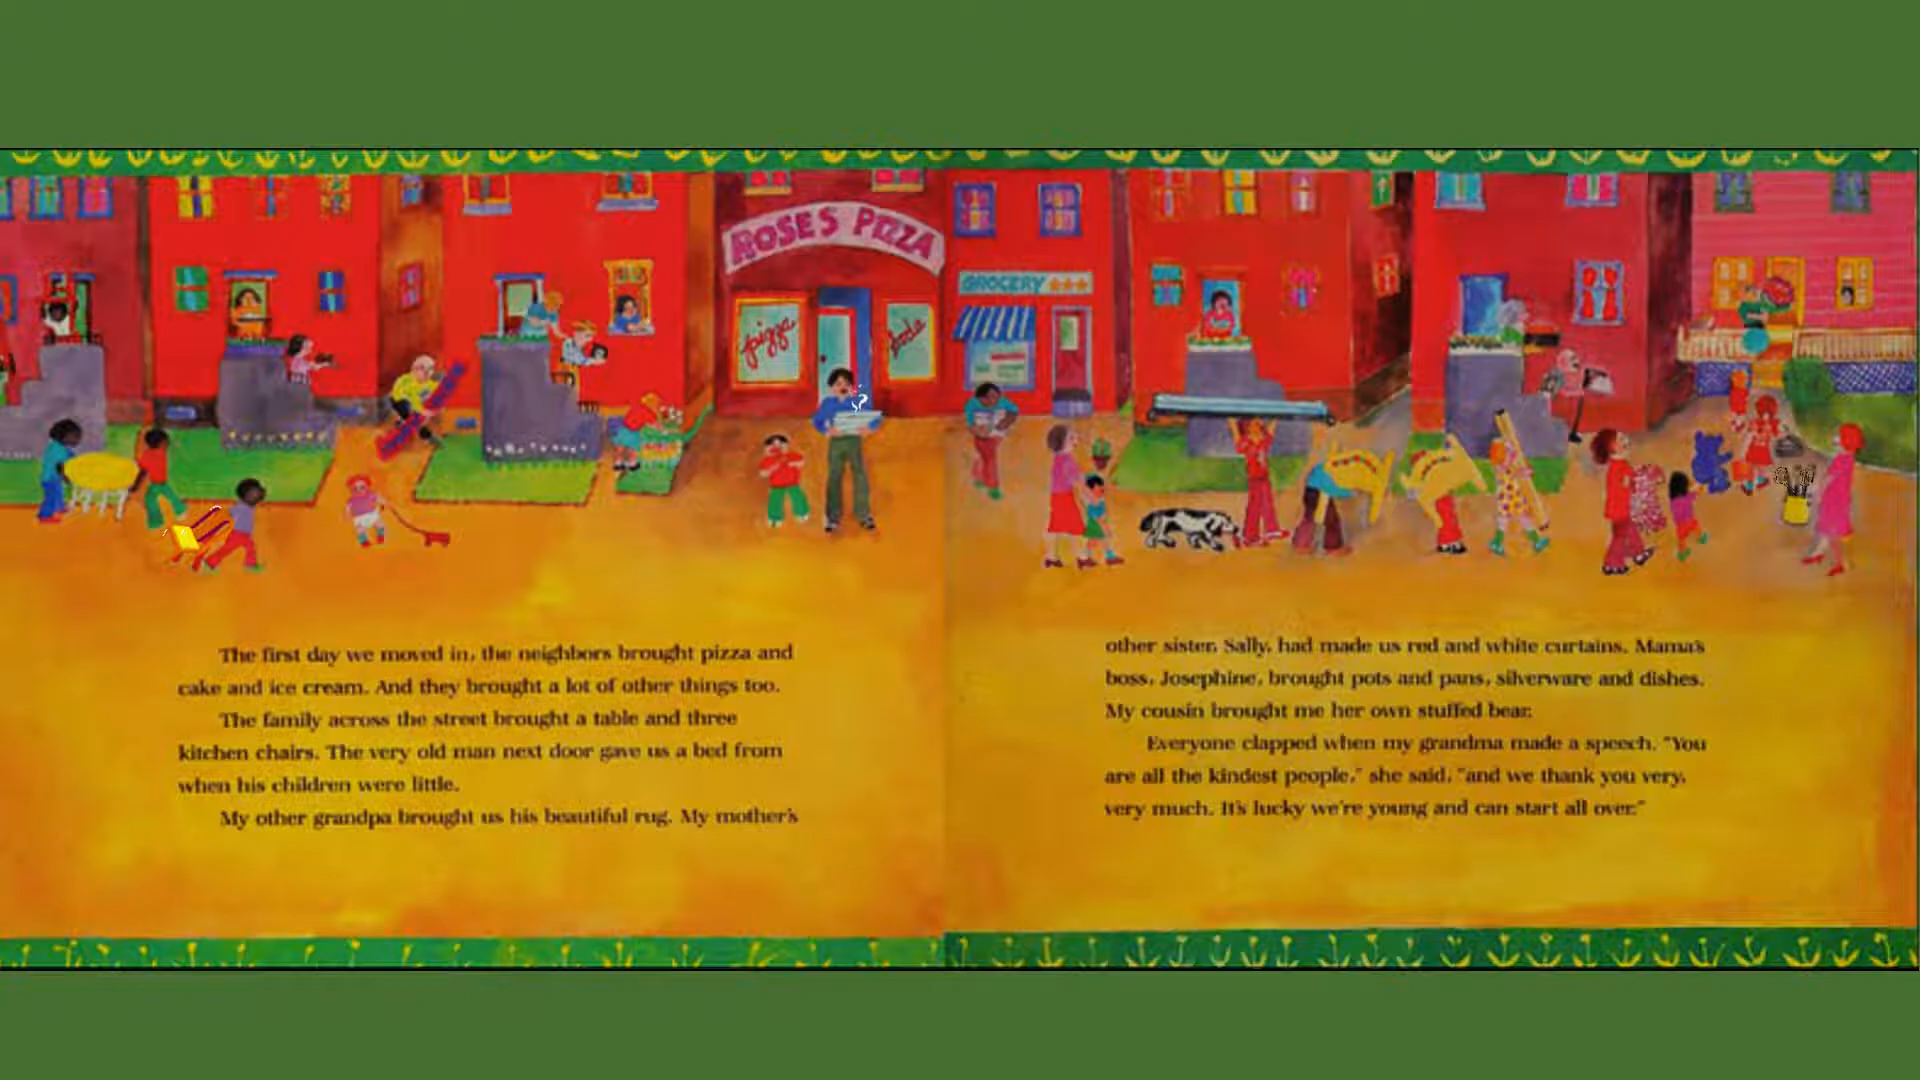 ROSE'S PIZZA
GROCERY
pizza
soda
The first day we moved in, the neighbors brought pizza and
cake and ice cream. And they brought a lot of other things too.
The family across the street brought a table and three
kitchen chairs. The very old man next door gave us a bed from
when his children were little.
My other grandpa brought us his beautiful rug. My mother's
other sister, Sally, had made us red and white curtains. Mama's
boss, Josephine, brought pots and pans, silverware and dishes.
My cousin brought me her own stuffed bear.
Everyone clapped when my grandma made a speech. "You
are all the kindest people," she said, "and we thank you very,
very much. It's lucky we're young and can start all over."